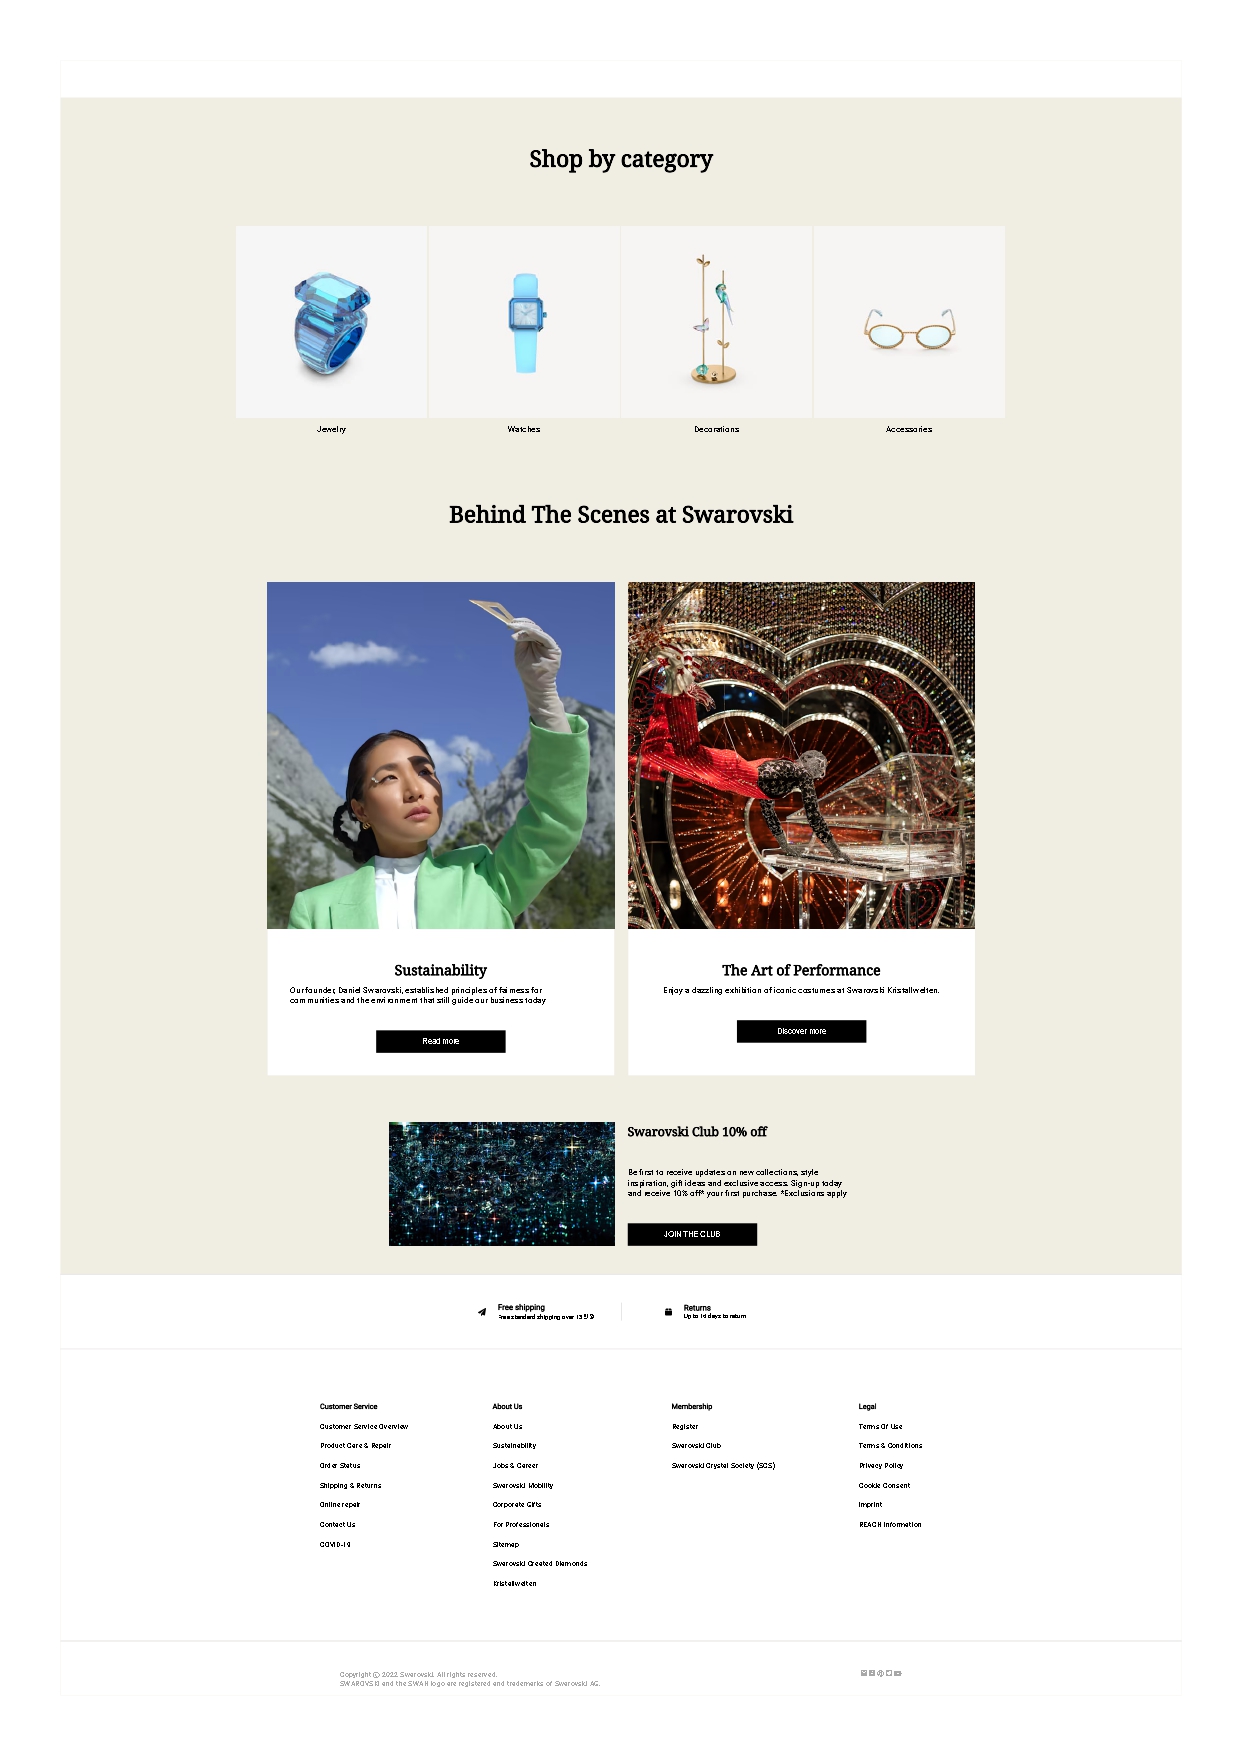 Shop by category
Jewelry
Watches
Decorations
Accessories
Behind The Scenes at Swarovski
Sustainability
Our founder, Daniel Swarovski, established principles of fairness for
communities and the environment that still guide our business today
Read more
The Art of Performance
Enjoy a dazzling exhibition of iconic costumes at Swarovski Kristallwelten.
Discover more
Swarovski Club 10% off
Be first to receive updates on new collections, style
inspiration, gift ideas and exclusive access. Sign-up today
and receive 10% off* your first purchase. *Exclusions apply
JOIN THE CLUB
Free shipping
Free standard shipping over
Returns
Up to 14 days to return
Customer Service
Customer Service Overview
Product Care & Repair
Order Status
Shipping & Returns
Online repair
Contact Us
COVID-19
About Us
About Us
Sustainability
Jobs & Career
Swarovski Mobility
Corporate Gifts
For Professionals
Sitemap
Swarovski Created Diamonds
Kristallwelten
Membership
Register
Swarovski Club
Swarovski Crystal Society (SCS)
Legal
Terms Of Use
Terms & Conditions
Privacy Policy
Cookie Consent
Imprint
REACH Information
Copyright © 2022 Swarovski. All rights reserved.
SWAROVSKI and the SWAN logo are registered and trademarks of Swarovski AG.